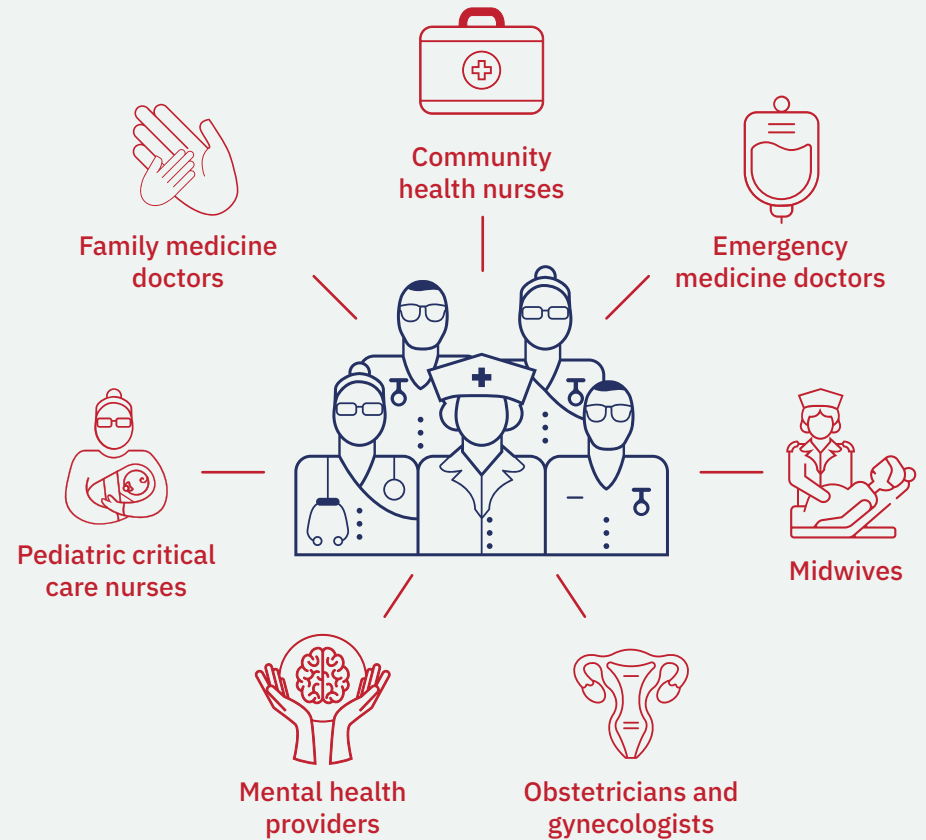 Community
health nurses
Family medicine
doctors
Emergency
medicine doctors
Pediatric critical
care nurses
Midwives
Mental health
providers
Obstetricians and
gynecologists